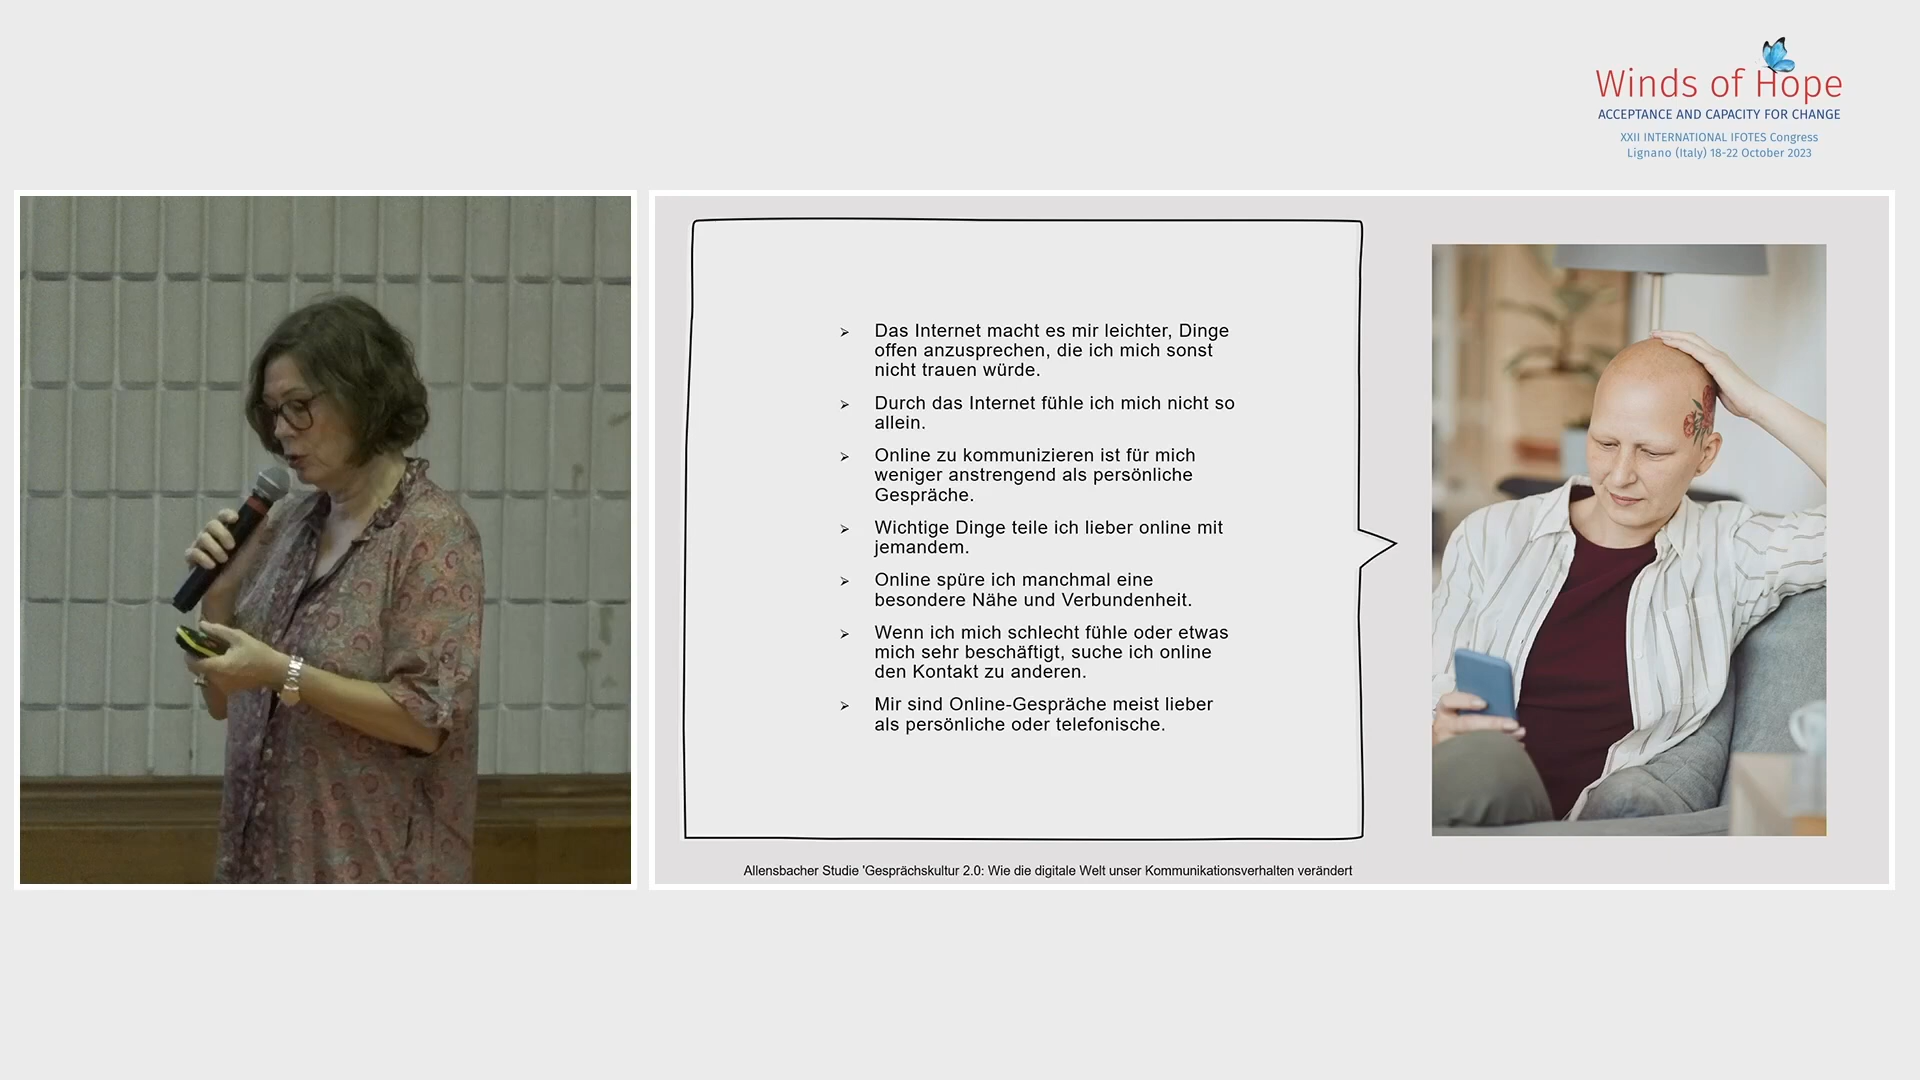 Winds of Hope
ACCEPTANCE AND CAPACITY FOR CHANGE
XXII INTERNATIONAL IFOTES Congress
Lignano (Italy) 18-22 October 2023
Das Internet macht es mir leichter, Dinge
offen anzusprechen, die ich mich sonst
nicht trauen würde.
Durch das Internet fühle ich mich nicht so
allein.
Online zu kommunizieren ist für mich
weniger anstrengend als persönliche
Gespräche.
Wichtige Dinge teile ich lieber online mit
jemandem.
Online spüre ich manchmal eine
besondere Nähe und Verbundenheit.
Wenn ich mich schlecht fühle oder etwas
mich sehr beschäftigt, suche ich online
den Kontakt zu anderen.
Mir sind Online-Gespräche meist lieber
als persönliche oder telefonische.
Allensbacher Studie 'Gesprächskultur 2.0: Wie die digitale Welt unser Kommunikationsverhalten verändert